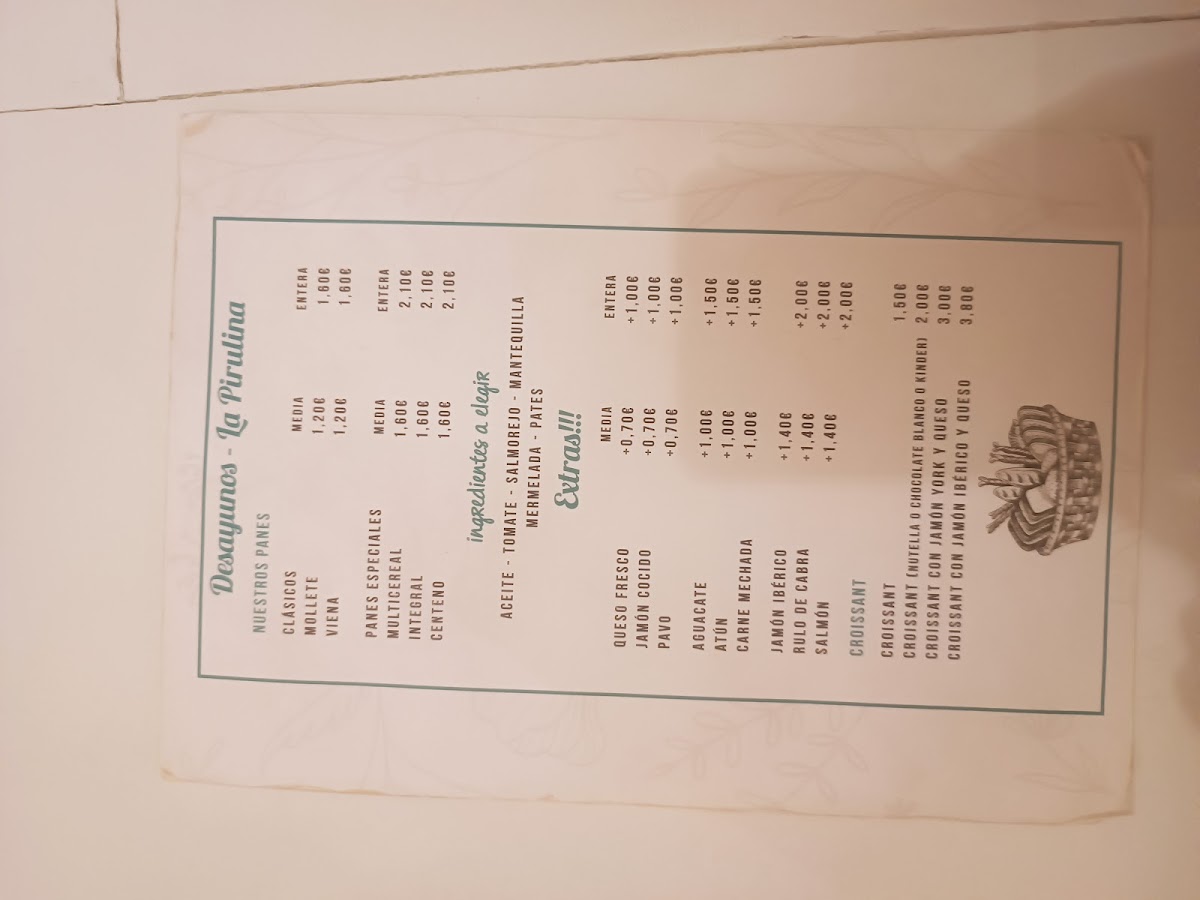 Desayunos - La Pirulina
NUESTROS PANES
CLÁSICOS MEDIA ENTERA
MOLLETE 1,20€ 1,60€
VIENA 1,20€ 1,60€
PANES ESPECIALES MEDIA ENTERA
MULTICEREAL 1,60€ 2,10€
INTEGRAL 1,60€ 2,10€
CENTENO 1,60€ 2,10€
ingredientes a elegir
ACEITE - TOMATE - SALMOREJO - MANTEQUILLA
MERMELADA - PATES
Extras!!!
MEDIA ENTERA
QUESO FRESCO +0,70€ +1,00€
JAMÓN COCIDO +0,70€ +1,00€
PAVO +0,70€ +1,00€
AGUACATE +1,00€ +1,50€
ATÚN +1,00€ +1,50€
CARNE MECHADA +1,00€ +1,50€
JAMÓN IBÉRICO +1,40€ +2,00€
RULO DE CABRA +1,40€ +2,00€
SALMÓN +1,40€ +2,00€
CROISSANT
CROISSANT 1,50€
CROISSANT (NUTELLA O CHOCOLATE BLANCO O KINDER) 2,00€
CROISSANT CON JAMÓN YORK Y QUESO 3,00€
CROISSANT CON JAMÓN IBÉRICO Y QUESO 3,80€